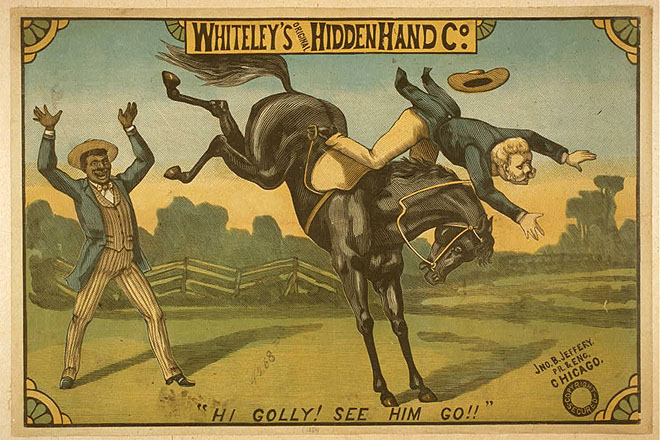 WHITELEY'S ORIGINAL HIDDEN HAND CO.
JNO. B. JEFFERY.
PR. & ENG.
CHICAGO.
COPYRIGHT
SECURED
"HI GOLLY! SEE HIM GO!!"